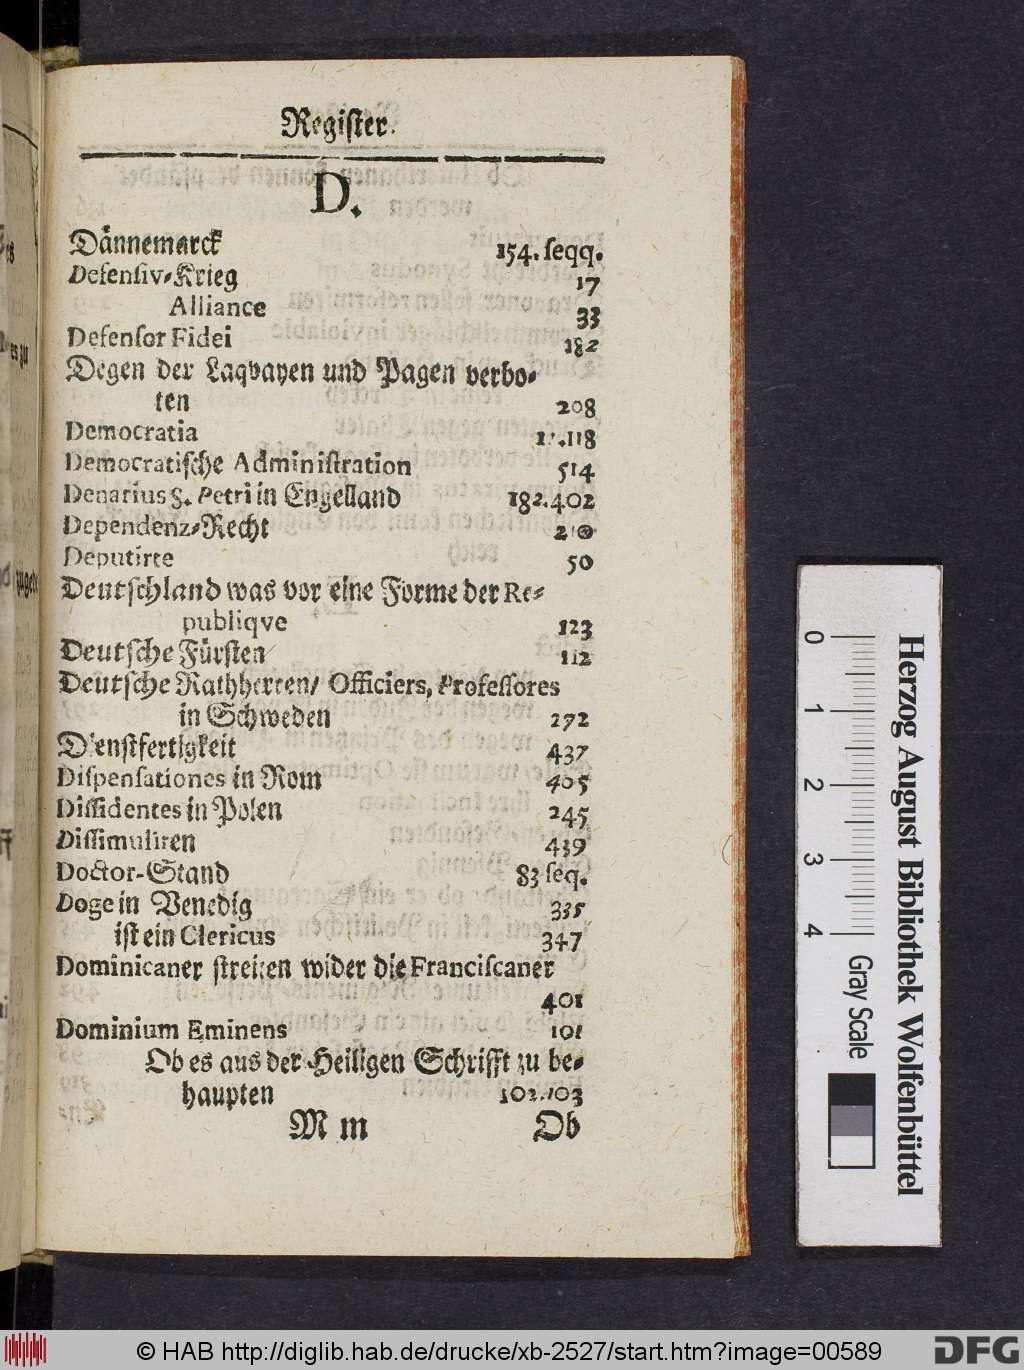 Regiſter.
D.
Dännemarck 154. ſeqq.
Defenſiv-Krieg 17
Alliance 33
Defenſor Fidei 182
Degen der Laqvayen und Pagen verbo-
ten 208
Democratia 118
Democratiſche Adminiſtration 514
Denarius S. Petri in Engelland 182. 402
Dependenz-Recht
Deputirte 50
Deutſchland was vor eine Forme der Re-
publiqve 123
Deutſche Fürſten 112
Deutſche Rathherren/ Officiers, Profeſſores
in Schweden 272
Dienſtfertigkeit 437
Diſpenſationes in Rom 405
Diſſidentes in Polen 245
Diſſimuliren 439
Doctor-Stand 83 ſeq.
Doge in Venedig 335
iſt ein Clericus 347
Dominicaner ſtreiten wider die Franciſcaner
401
Dominium Eminens 101
Ob es aus der Heiligen Schrifft zu be-
haupten 102. 103
M m Ob
0 1 2 3 4
Gray Scale
Herzog August Bibliothek Wolfenbüttel
© HAB http://diglib.hab.de/drucke/xb-2527/start.htm?image=00589
DFG